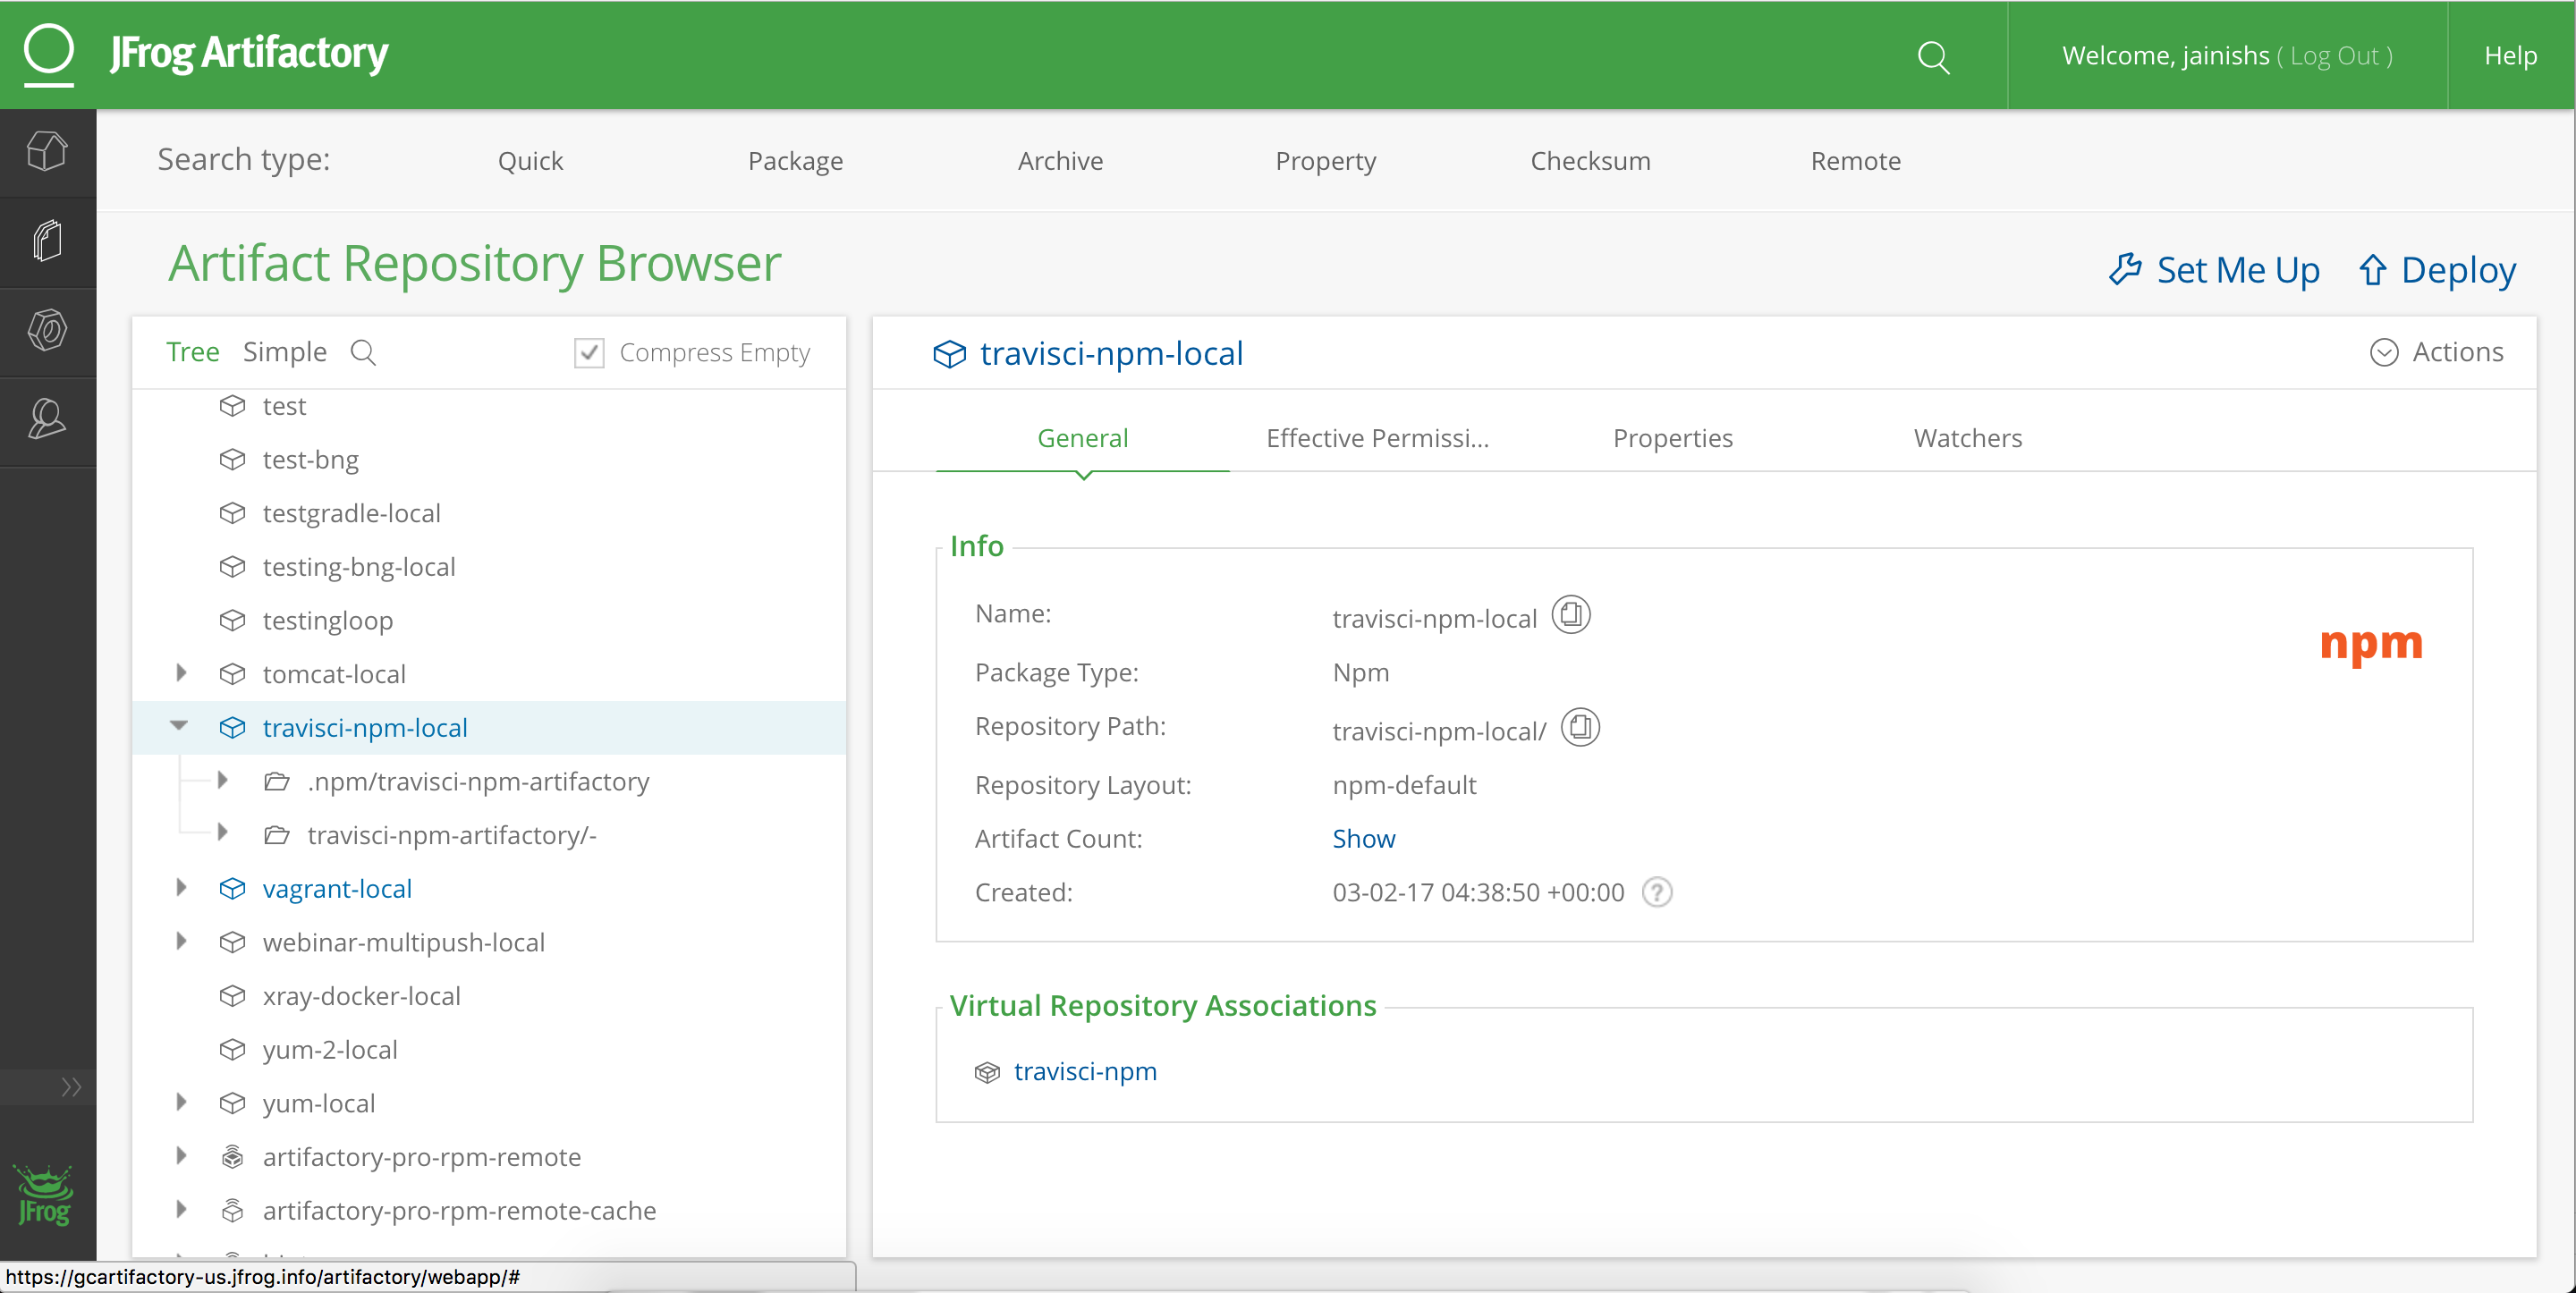 JFrog Artifactory
Welcome, jainishs ( Log Out )
Help
Search type: Quick Package Archive Property Checksum Remote
Artifact Repository Browser
Set Me Up Deploy
Tree Simple Compress Empty
test
test-bng
testgradle-local
testing-bng-local
testingloop
tomcat-local
travisci-npm-local
.npm/travisci-npm-artifactory
travisci-npm-artifactory/-
vagrant-local
webinar-multipush-local
xray-docker-local
yum-2-local
yum-local
artifactory-pro-rpm-remote
artifactory-pro-rpm-remote-cache
travisci-npm-local
Actions
General Effective Permissi... Properties Watchers
Info
Name: travisci-npm-local
npm
Package Type: Npm
Repository Path: travisci-npm-local/
Repository Layout: npm-default
Artifact Count: Show
Created: 03-02-17 04:38:50 +00:00 ?
Virtual Repository Associations
travisci-npm
JFrog
https://gcartifactory-us.jfrog.info/artifactory/webapp/#